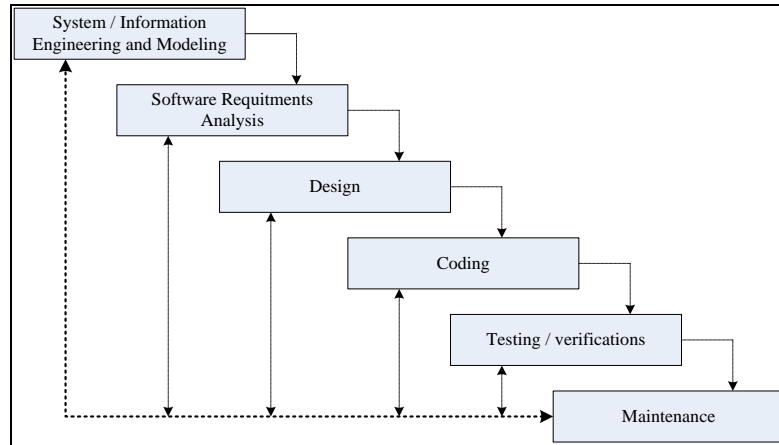 System / Information
Engineering and Modeling
Software Requitments
Analysis
Design
Coding
Testing / verifications
Maintenance